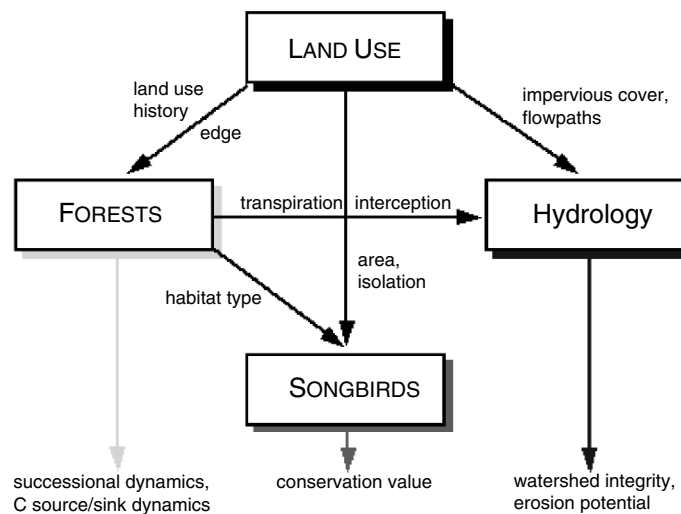 LAND USE
land use
history
edge
impervious cover,
flowpaths
FORESTS
transpiration interception
Hydrology
area,
isolation
habitat type
SONGBIRDS
successional dynamics,
C source/sink dynamics
conservation value
watershed integrity,
erosion potential